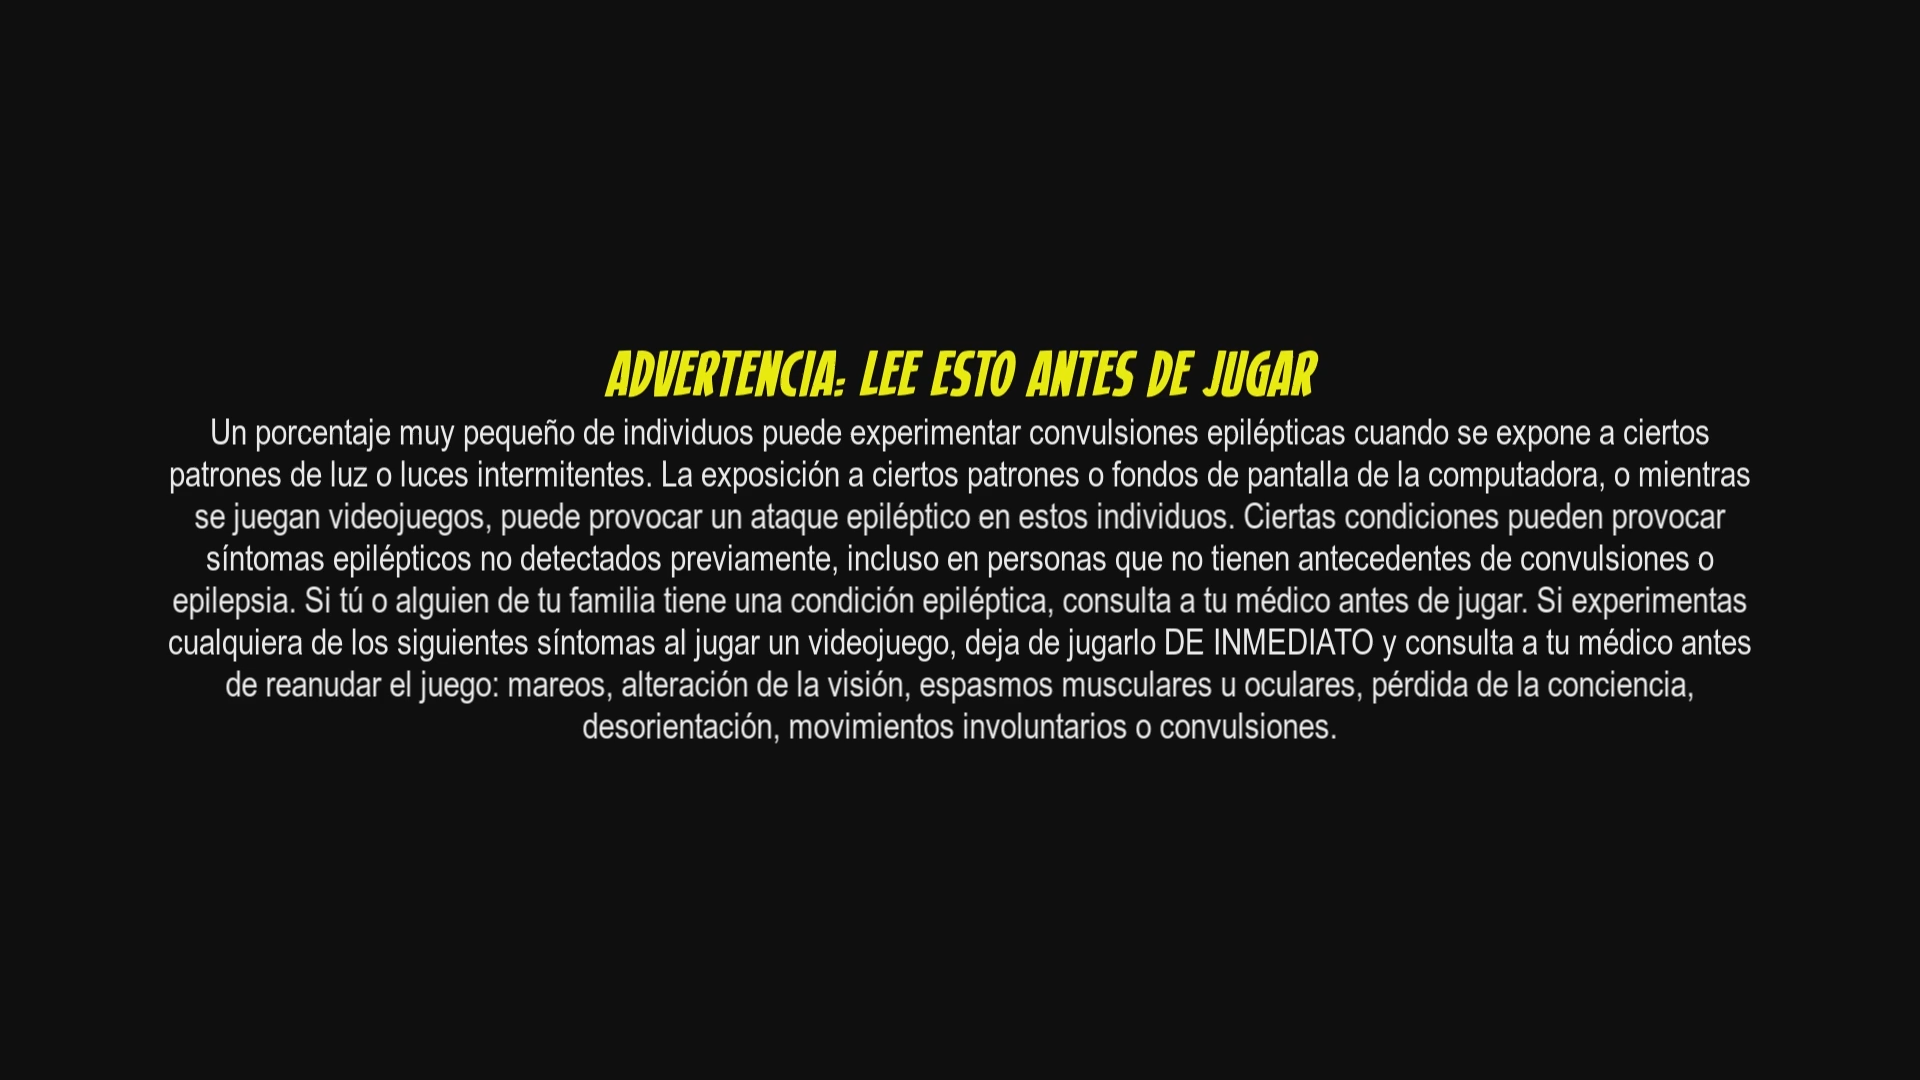 ADVERTENCIA: LEE ESTO ANTES DE JUGAR
Un porcentaje muy pequeño de individuos puede experimentar convulsiones epilépticas cuando se expone a ciertos
patrones de luz o luces intermitentes. La exposición a ciertos patrones o fondos de pantalla de la computadora, o mientras
se juegan videojuegos, puede provocar un ataque epiléptico en estos individuos. Ciertas condiciones pueden provocar
síntomas epilépticos no detectados previamente, incluso en personas que no tienen antecedentes de convulsiones o
epilepsia. Si tú o alguien de tu familia tiene una condición epiléptica, consulta a tu médico antes de jugar. Si experimentas
cualquiera de los siguientes síntomas al jugar un videojuego, deja de jugarlo DE INMEDIATO y consulta a tu médico antes
de reanudar el juego: mareos, alteración de la visión, espasmos musculares u oculares, pérdida de la conciencia,
desorientación, movimientos involuntarios o convulsiones.